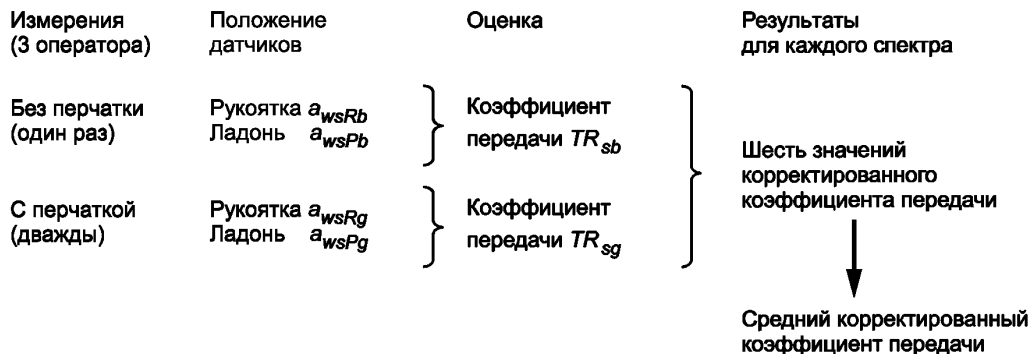 Измерения Положение Оценка Результаты
(3 оператора) датчиков для каждого спектра
Без перчатки Рукоятка a_wsRb Коэффициент
(один раз) Ладонь a_wsPb передачи TR_sb
Шесть значений
корректированного
коэффициента передачи
С перчаткой Рукоятка a_wsRg Коэффициент
(дважды) Ладонь a_wsPg передачи TR_sg
Средний корректированный
коэффициент передачи